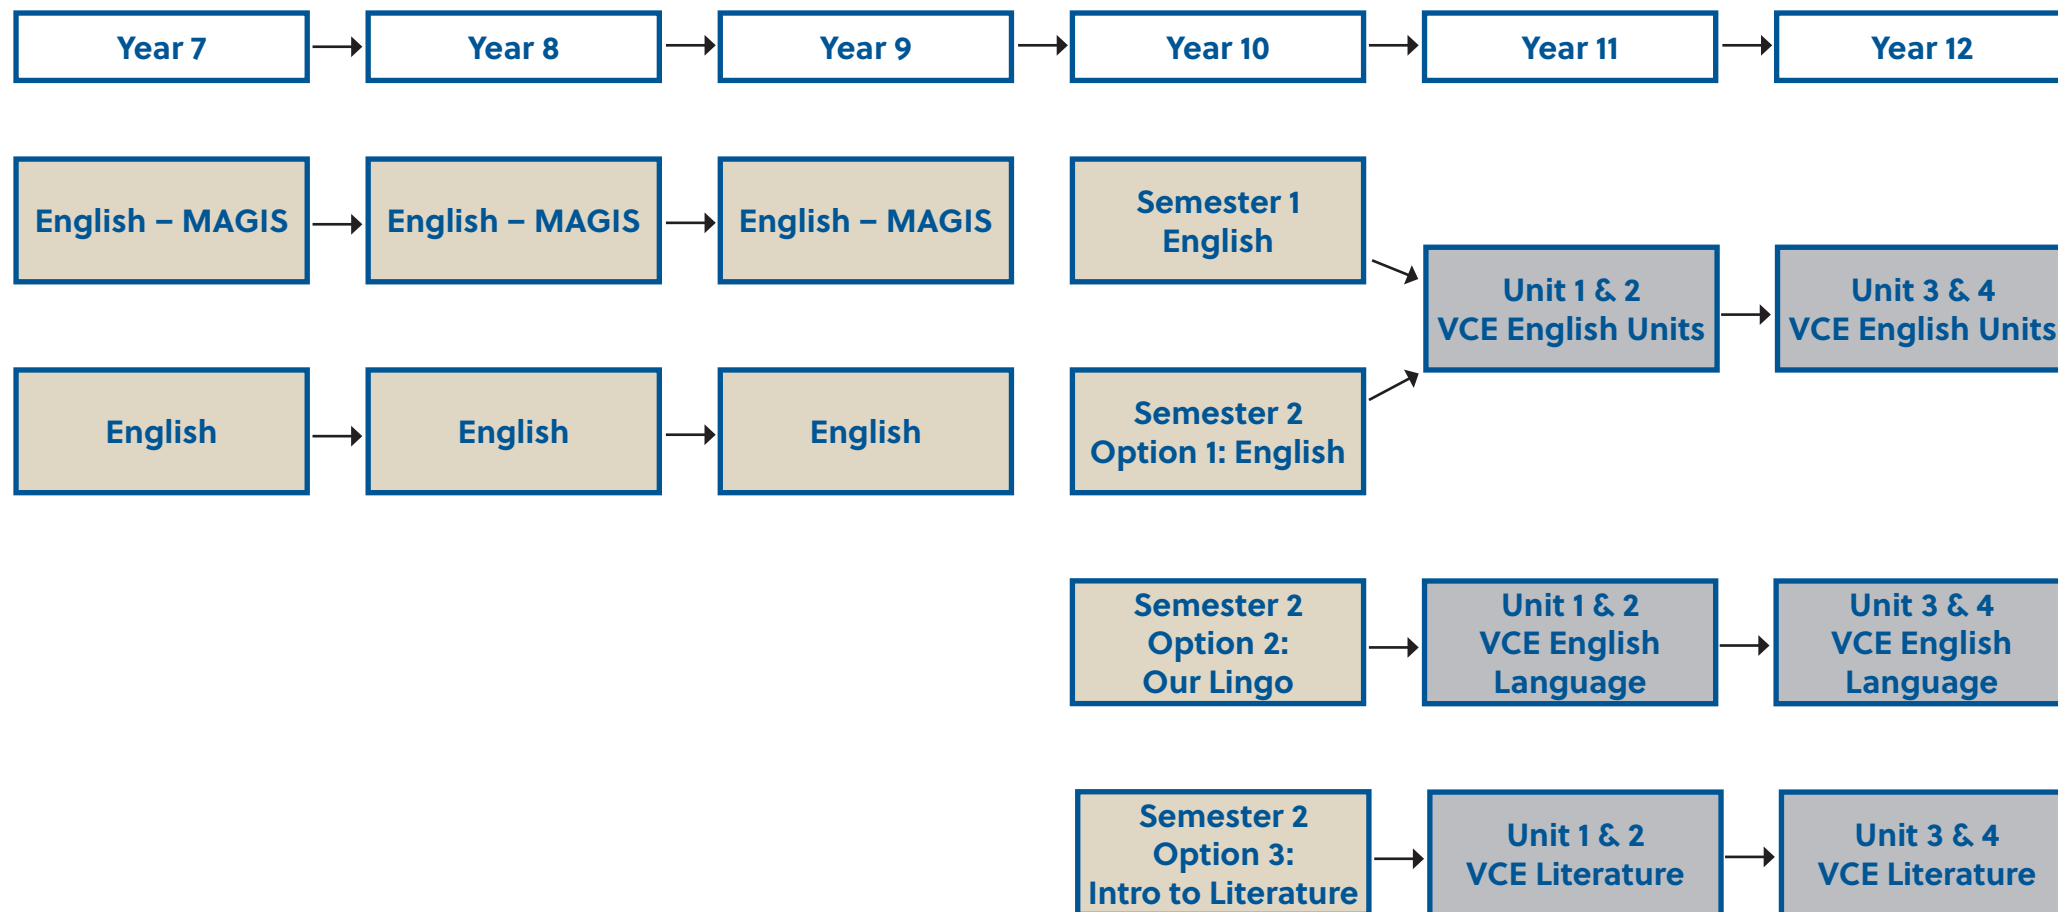 Year 7
Year 8
Year 9
Year 10
Year 11
Year 12
English – MAGIS
English – MAGIS
English – MAGIS
Semester 1
English
Unit 1 & 2
VCE English Units
Unit 3 & 4
VCE English Units
English
English
English
Semester 2
Option 1: English
Semester 2
Option 2:
Our Lingo
Unit 1 & 2
VCE English
Language
Unit 3 & 4
VCE English
Language
Semester 2
Option 3:
Intro to Literature
Unit 1 & 2
VCE Literature
Unit 3 & 4
VCE Literature